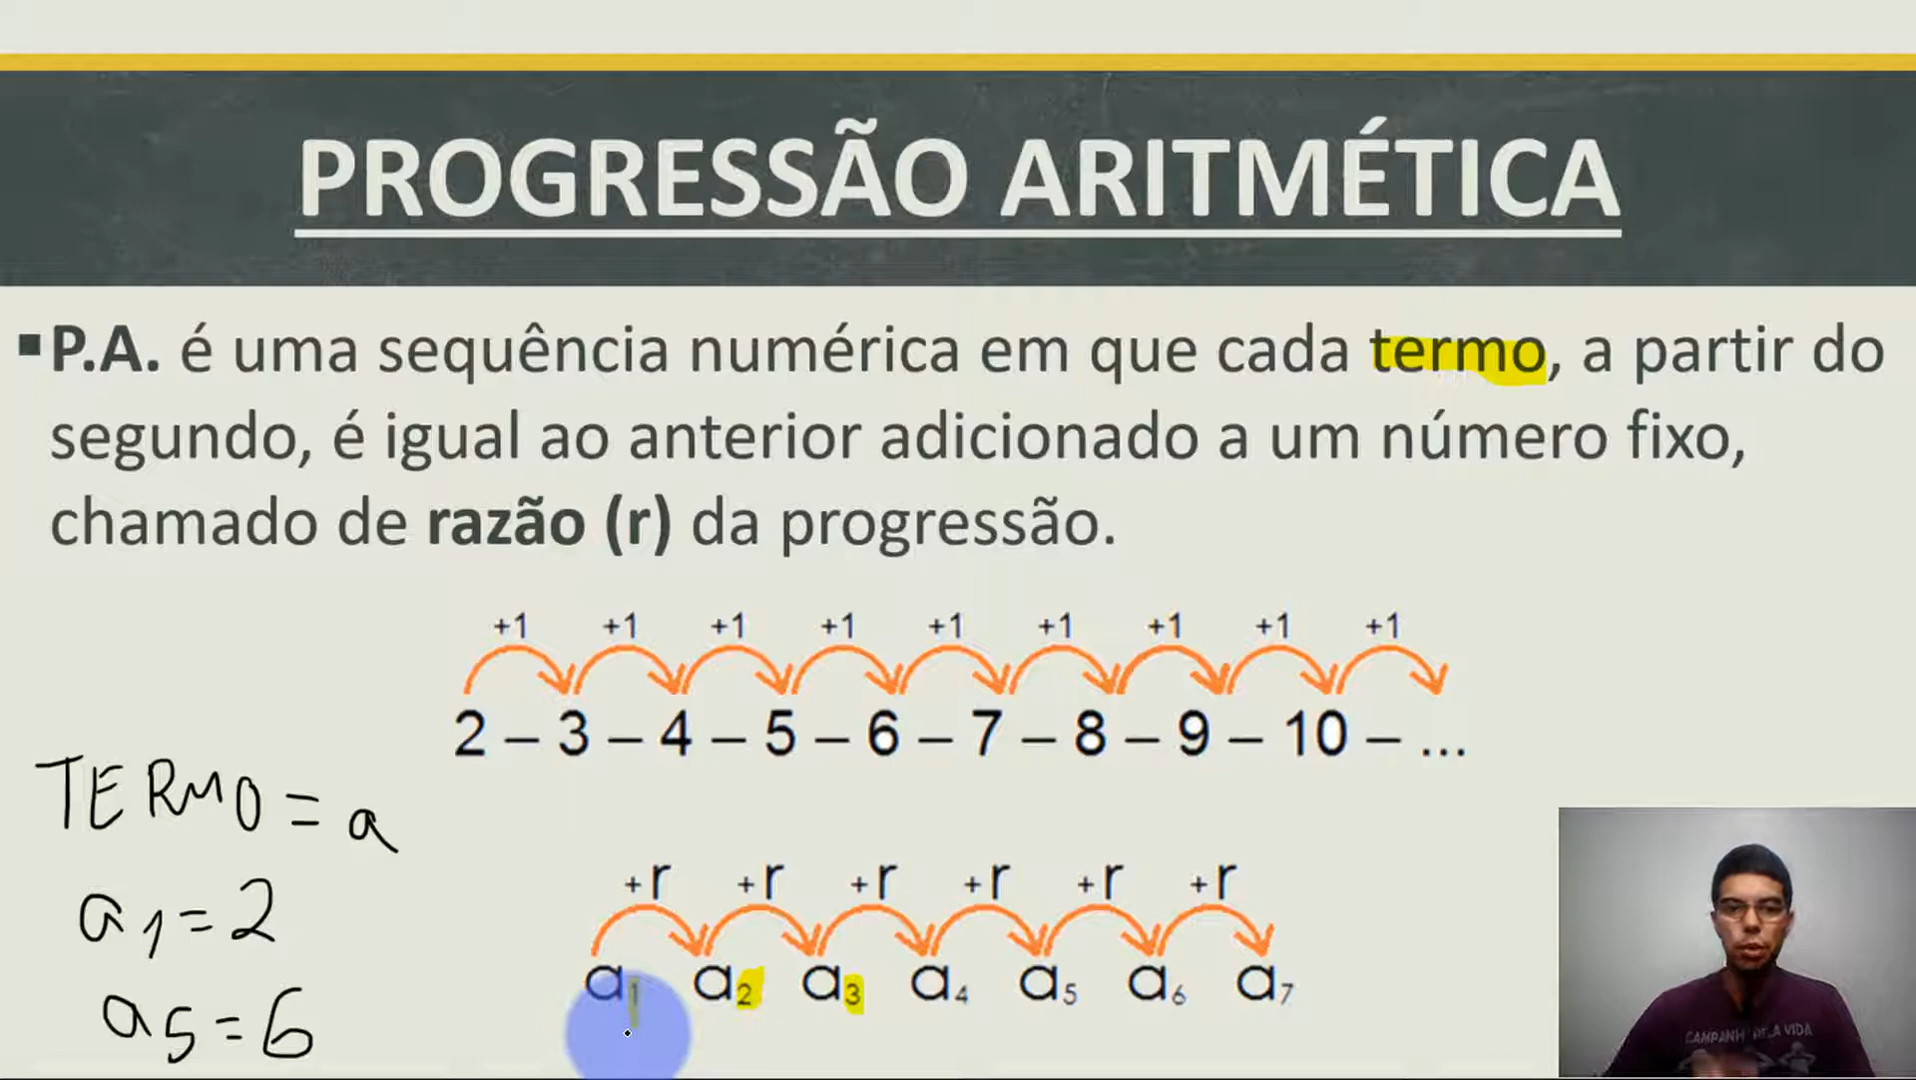 PROGRESSÃO ARITMÉTICA
▪P.A. é uma sequência numérica em que cada termo, a partir do
segundo, é igual ao anterior adicionado a um número fixo,
chamado de razão (r) da progressão.
+1 +1 +1 +1 +1 +1 +1 +1 +1
2 – 3 – 4 – 5 – 6 – 7 – 8 – 9 – 10 – ...
TERMO = a
+r +r +r +r +r +r
a₁ = 2
a₁ a₂ a₃ a₄ a₅ a₆ a₇
a₅ = 6